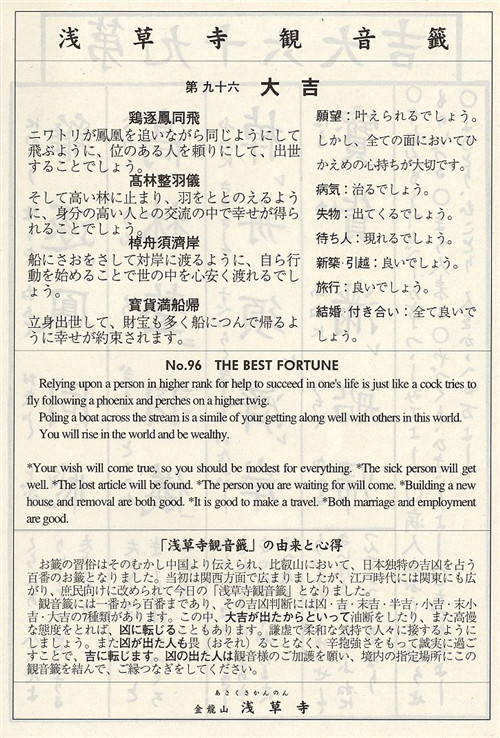 浅草寺観音籤
第九十六 大吉
鶏逐鳳同飛
ニワトリが鳳凰を追いながら同じようにして
飛ぶように、位のある人を頼りにして、出世
することでしょう。
髙林整羽儀
そして高い林に止まり、羽をととのえるよう
に、身分の高い人との交流の中で幸せが得ら
れることでしょう。
棹舟須濟岸
船にさおをさして対岸に渡るように、自ら行
動を始めることで世の中を心安く渡れるでし
ょう。
寳貨満船帰
立身出世して、財宝も多く船につんで帰るよ
うに幸せが約束されます。
願望：叶えられるでしょう。
しかし、全ての面においてひ
かえめの心持ちが大切です。
病気：治るでしょう。
失物：出てくるでしょう。
待ち人：現れるでしょう。
新築・引越：良いでしょう。
旅行：良いでしょう。
結婚・付き合い：全て良いで
しょう。
No.96 THE BEST FORTUNE
Relying upon a person in higher rank for help to succeed in one's life is just like a cock tries to
fly following a phoenix and perches on a higher twig.
Poling a boat across the stream is a simile of your getting along well with others in this world.
You will rise in the world and be wealthy.
*Your wish will come true, so you should be modest for everything. *The sick person will get
well. *The lost article will be found. *The person you are waiting for will come. *Building a new
house and removal are both good. *It is good to make a travel. *Both marriage and employment
are good.
「浅草寺観音籤」の由来と心得
お籤の習俗はそのむかし中国より伝えられ、比叡山において、日本独特の吉凶を占う
百番のお籤となりました。当初は関西方面で広まりましたが、江戸時代には関東にも広
がり、庶民向けに改められて今日の「浅草寺観音籤」となりました。
観音籤には一番から百番まであり、その吉凶判断には凶・吉・末吉・半吉・小吉・末小
吉・大吉の7種類があります。この中、大吉が出たからといって油断をしたり、また高慢
な態度をとれば、凶に転じることもあります。謙虚で柔和な気持で人々に接するように
しましょう。また凶が出た人も畏（おそれ）ることなく、辛抱強さをもって誠実に過ご
すことで、吉に転じます。凶の出た人は観音様のご加護を願い、境内の指定場所にこの
観音籤を結んで、ご縁つなぎをしてください。
あさくさかんのん
金龍山 浅草寺